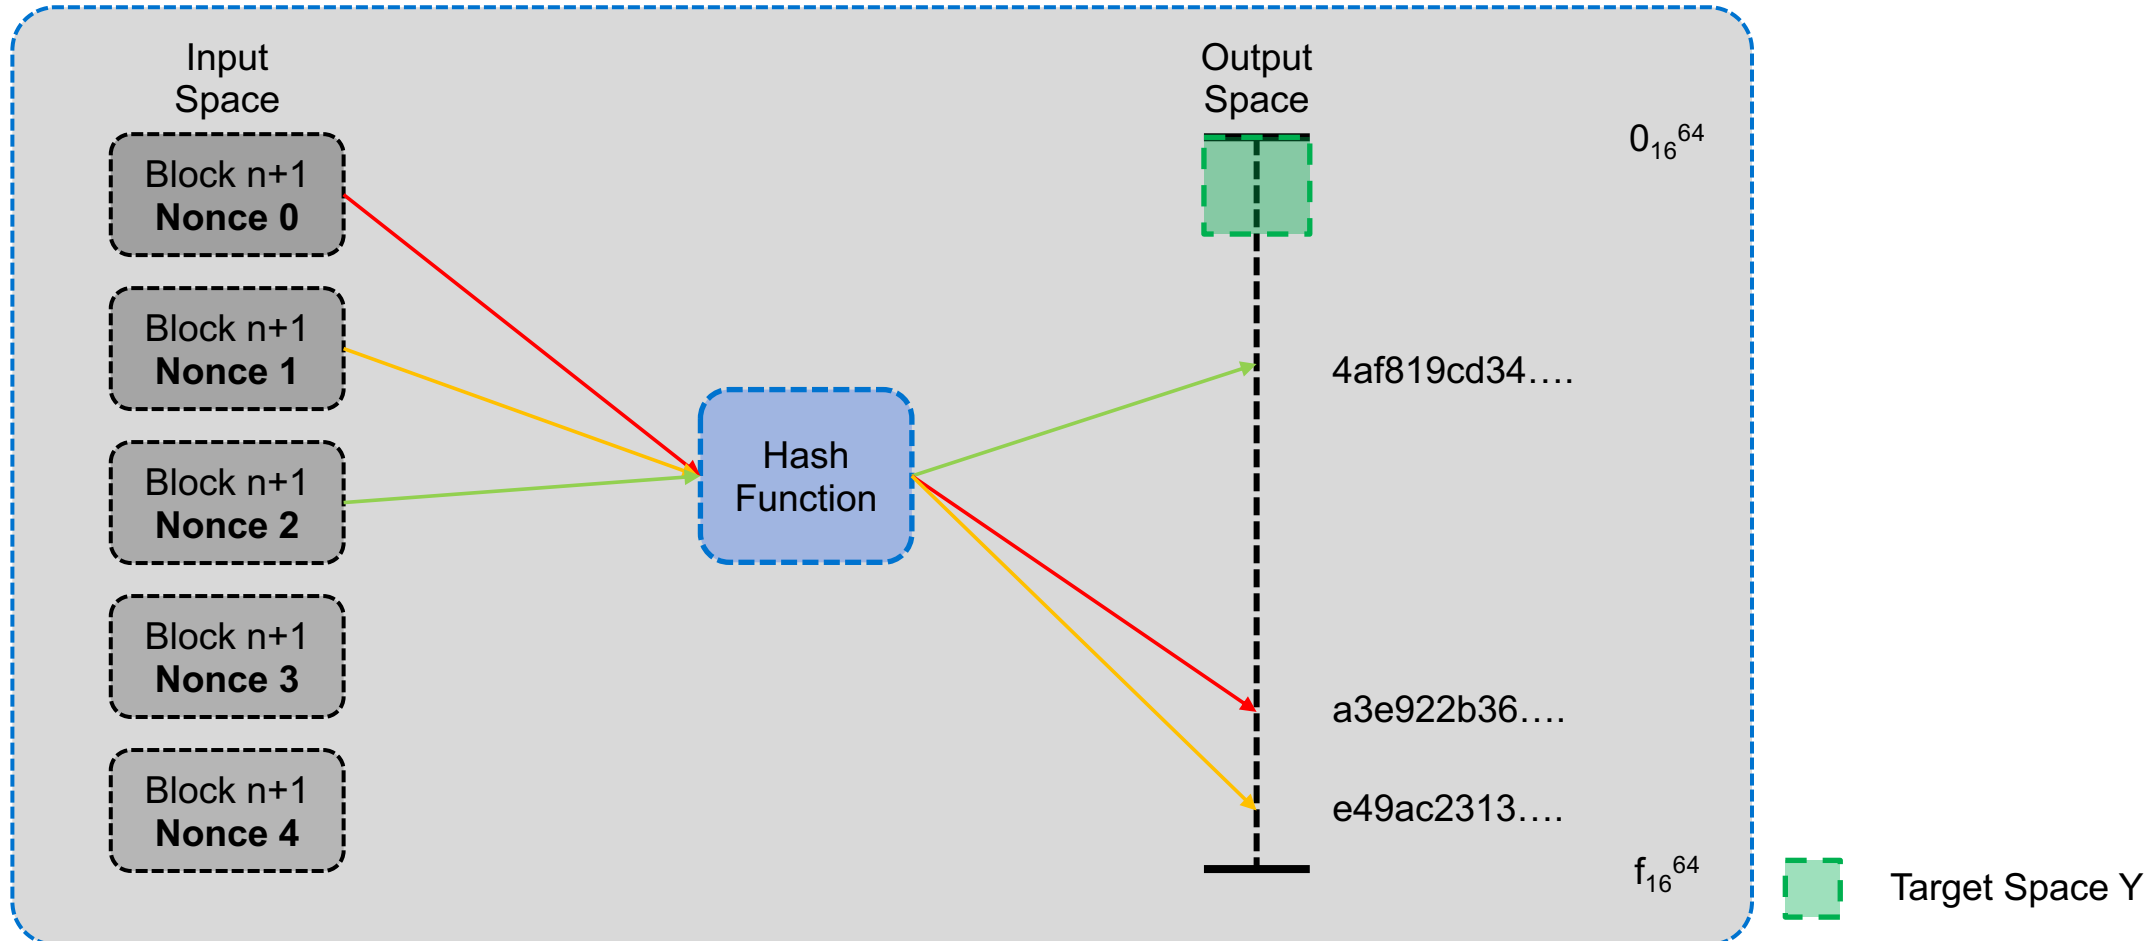 Input
Space
Block n+1
Nonce 0
Block n+1
Nonce 1
Block n+1
Nonce 2
Block n+1
Nonce 3
Block n+1
Nonce 4
Hash
Function
Output
Space
0₁₆⁶⁴
4af819cd34….
a3e922b36….
e49ac2313….
f₁₆⁶⁴
Target Space Y